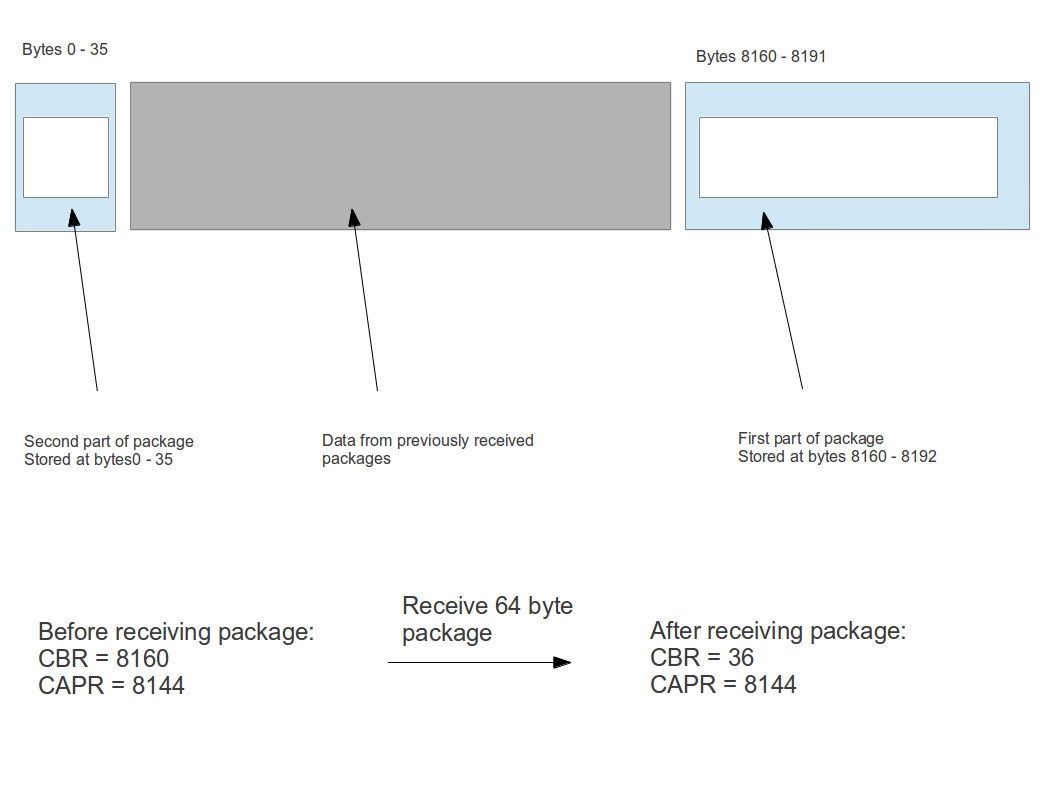 Bytes 0 - 35
Bytes 8160 - 8191
Second part of package
Stored at bytes0 - 35
Data from previously received
packages
First part of package
Stored at bytes 8160 - 8192
Before receiving package:
CBR = 8160
CAPR = 8144
Receive 64 byte
package
After receiving package:
CBR = 36
CAPR = 8144